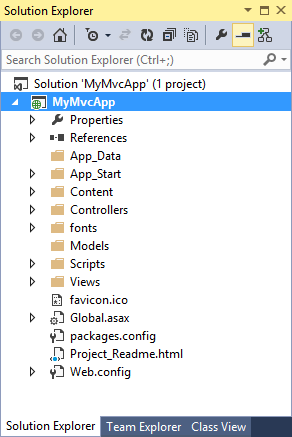 Solution Explorer
Search Solution Explorer (Ctrl+;)
Solution 'MyMvcApp' (1 project)
MyMvcApp
Properties
References
App_Data
App_Start
Content
Controllers
fonts
Models
Scripts
Views
favicon.ico
Global.asax
packages.config
Project_Readme.html
Web.config
Solution Explorer Team Explorer Class View